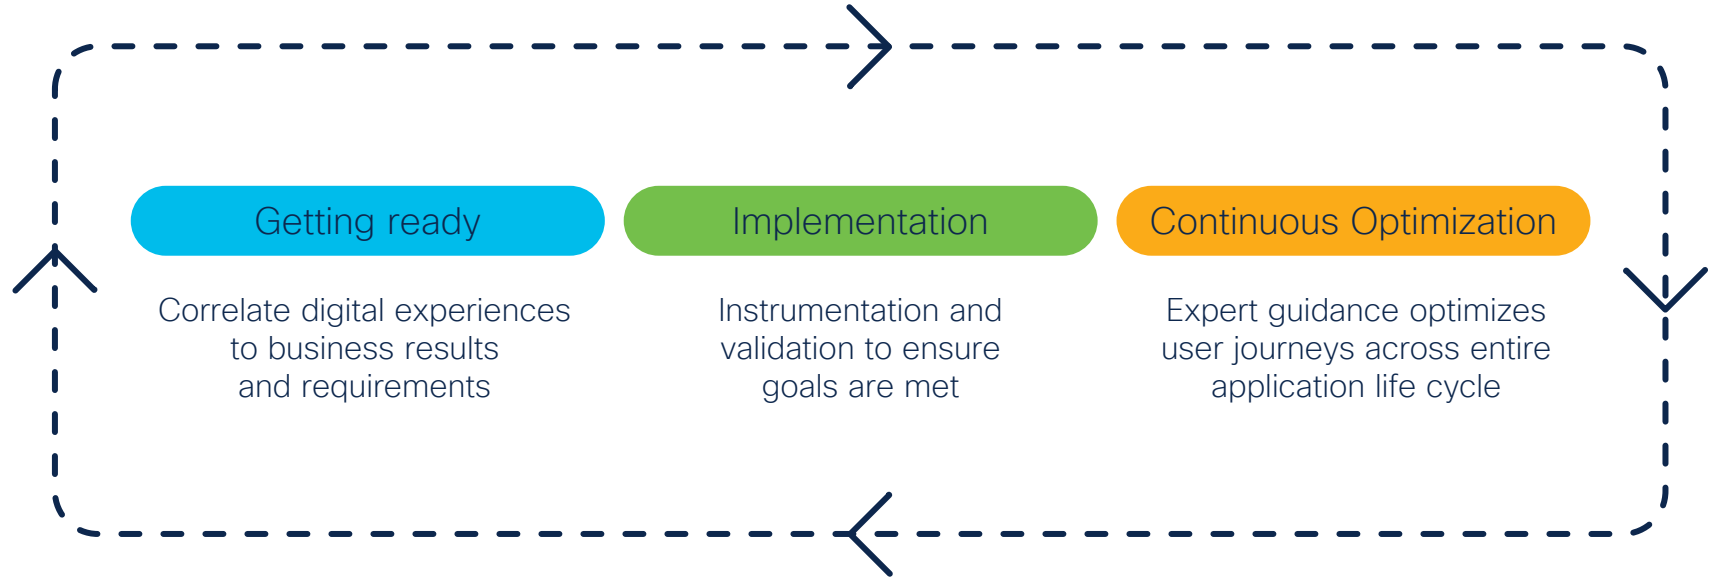 Getting ready
Correlate digital experiences
to business results
and requirements
Implementation
Instrumentation and
validation to ensure
goals are met
Continuous Optimization
Expert guidance optimizes
user journeys across entire
application life cycle